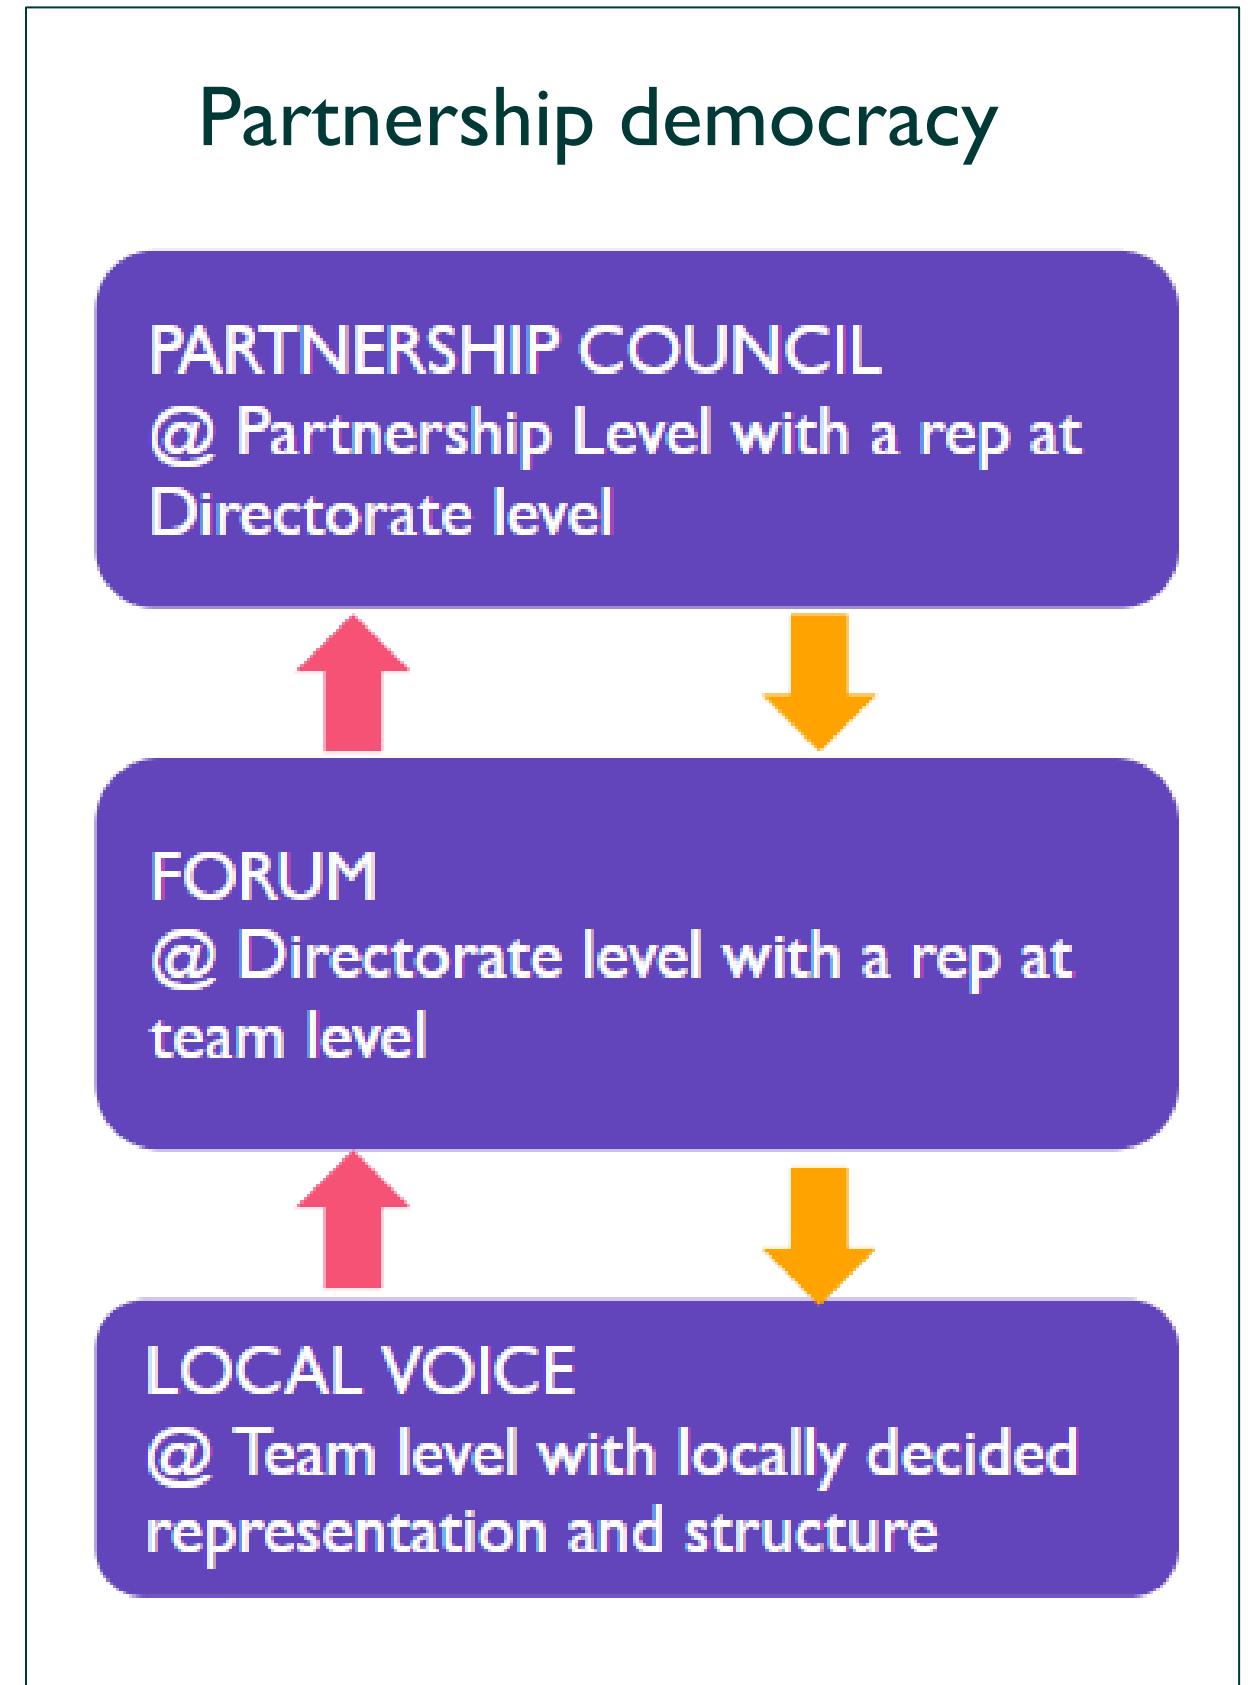 Partnership democracy
PARTNERSHIP COUNCIL
@ Partnership Level with a rep at
Directorate level
FORUM
@ Directorate level with a rep at
team level
LOCAL VOICE
@ Team level with locally decided
representation and structure